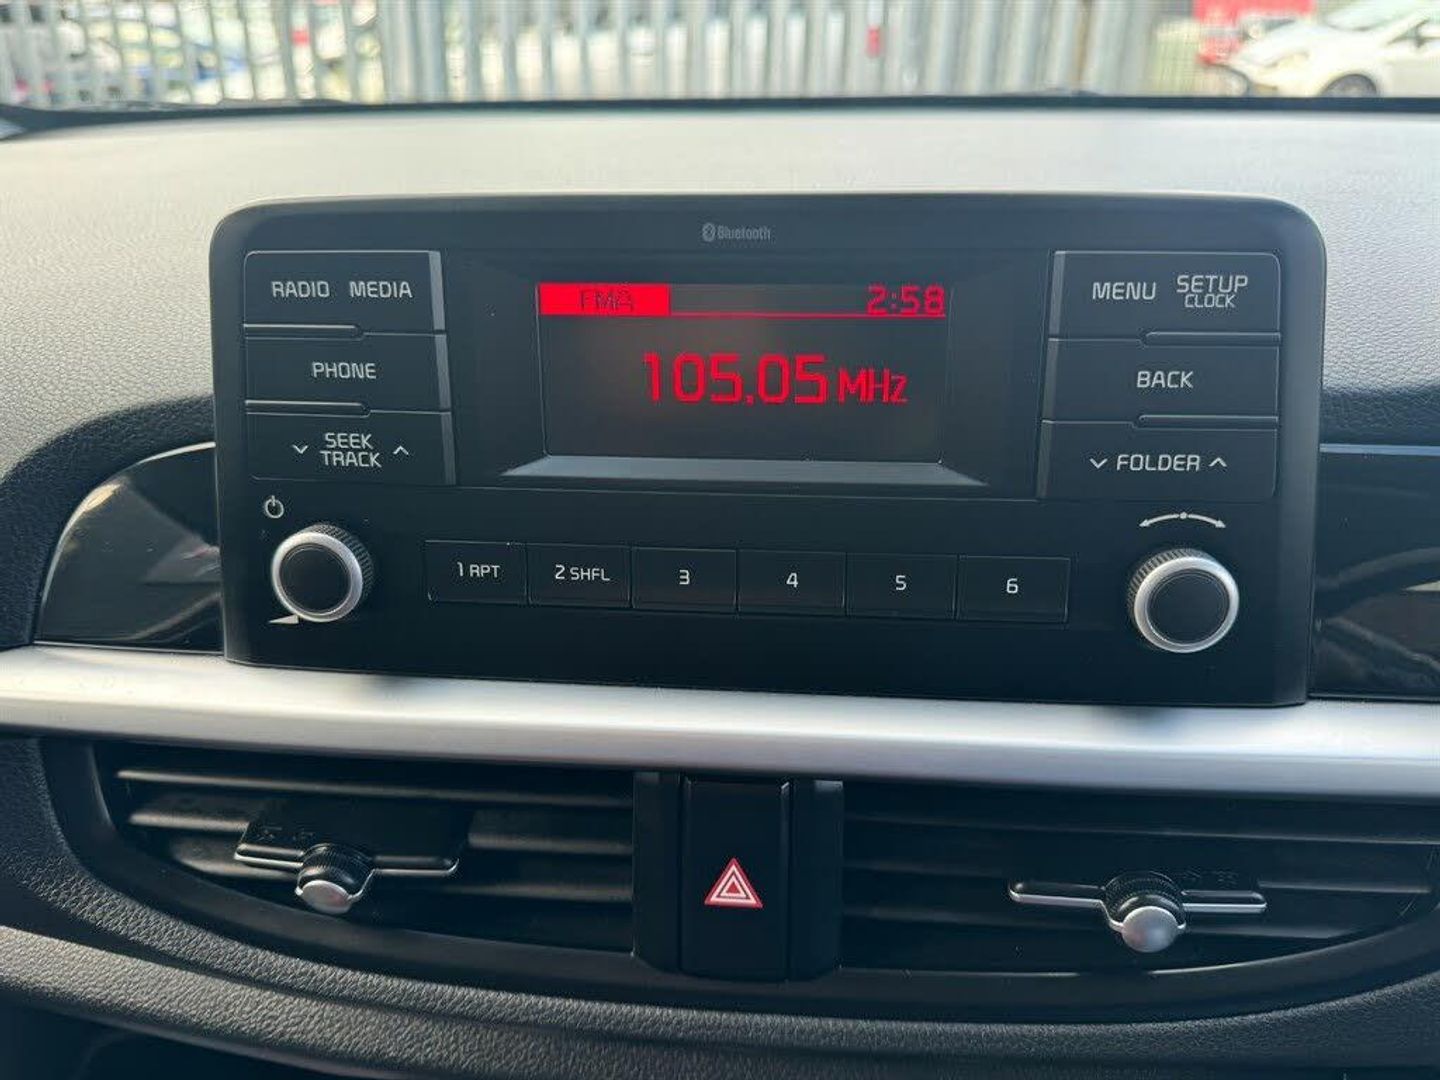 Bluetooth
RADIO MEDIA
FMA 2:58
MENU SETUP
CLOCK
PHONE
105.05 MHz
BACK
SEEK
TRACK
FOLDER
1 RPT 2 SHFL 3 4 5 6